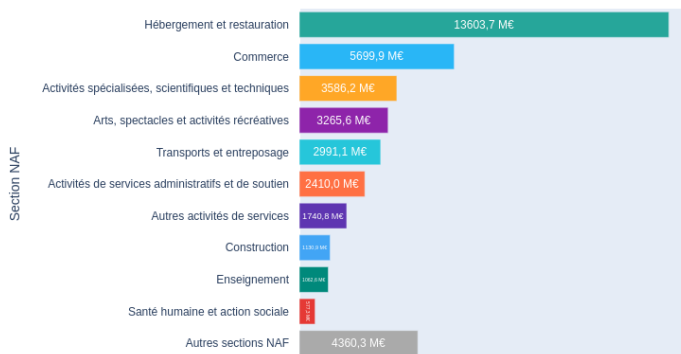 Section NAF
Hébergement et restauration 13603,7 M€
Commerce 5699,9 M€
Activités spécialisées, scientifiques et techniques 3586,2 M€
Arts, spectacles et activités récréatives 3265,6 M€
Transports et entreposage 2991,1 M€
Activités de services administratifs et de soutien 2410,0 M€
Autres activités de services 1740,8 M€
Construction
Enseignement
Santé humaine et action sociale
Autres sections NAF 4360,3 M€